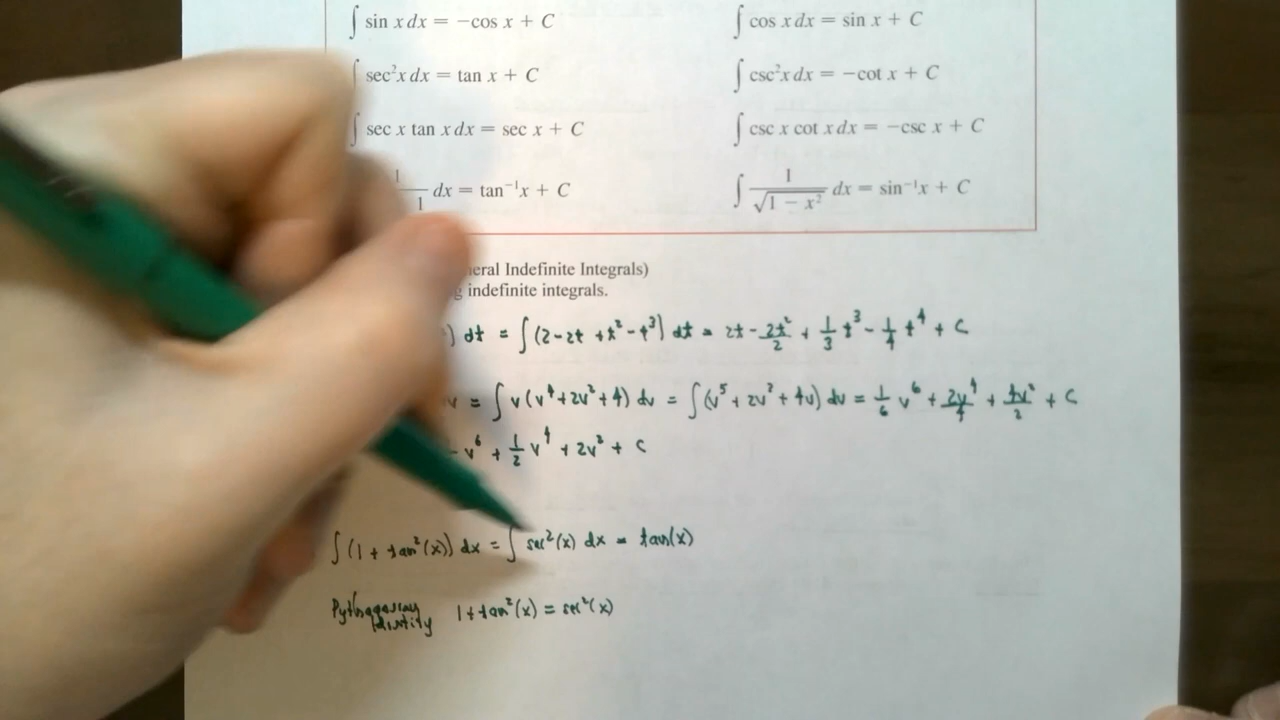 ∫ sin x dx = −cos x + C ∫ cos x dx = sin x + C
∫ sec²x dx = tan x + C ∫ csc²x dx = −cot x + C
∫ sec x tan x dx = sec x + C ∫ csc x cot x dx = −csc x + C
1/1 dx = tan⁻¹x + C ∫ 1/√(1 − x²) dx = sin⁻¹x + C
eral Indefinite Integrals)
g indefinite integrals.
) dt = ∫(2-2t+t²-t³) dt = 2t - 2t²/2 + 1/3 t³ - 1/4 t⁴ + C
v = ∫ v(v⁴+2v²+4) dv = ∫(v⁵+2v³+4v) dv = 1/6 v⁶ + 2v⁴/4 + 4v²/2 + C
v⁶ + 1/2 v⁴ + 2v² + C
∫(1+tan²(x)) dx = ∫ sec²(x) dx = tan(x)
1+tan²(x) = sec²(x)
identity